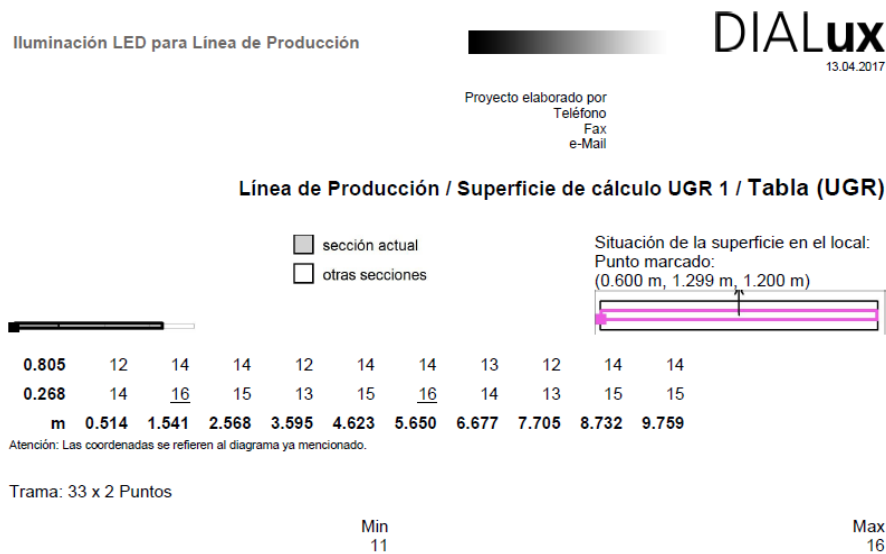 Iluminación LED para Línea de Producción
DIALux
13.04.2017
Proyecto elaborado por
Teléfono
Fax
e-Mail
Línea de Producción / Superficie de cálculo UGR 1 / Tabla (UGR)
sección actual
otras secciones
Situación de la superficie en el local:
Punto marcado:
(0.600 m, 1.299 m, 1.200 m)
0.805 12 14 14 12 14 14 13 12 14 14
0.268 14 16 15 13 15 16 14 13 15 15
m 0.514 1.541 2.568 3.595 4.623 5.650 6.677 7.705 8.732 9.759
Atención: Las coordenadas se refieren al diagrama ya mencionado.
Trama: 33 x 2 Puntos
Min Max
11 16